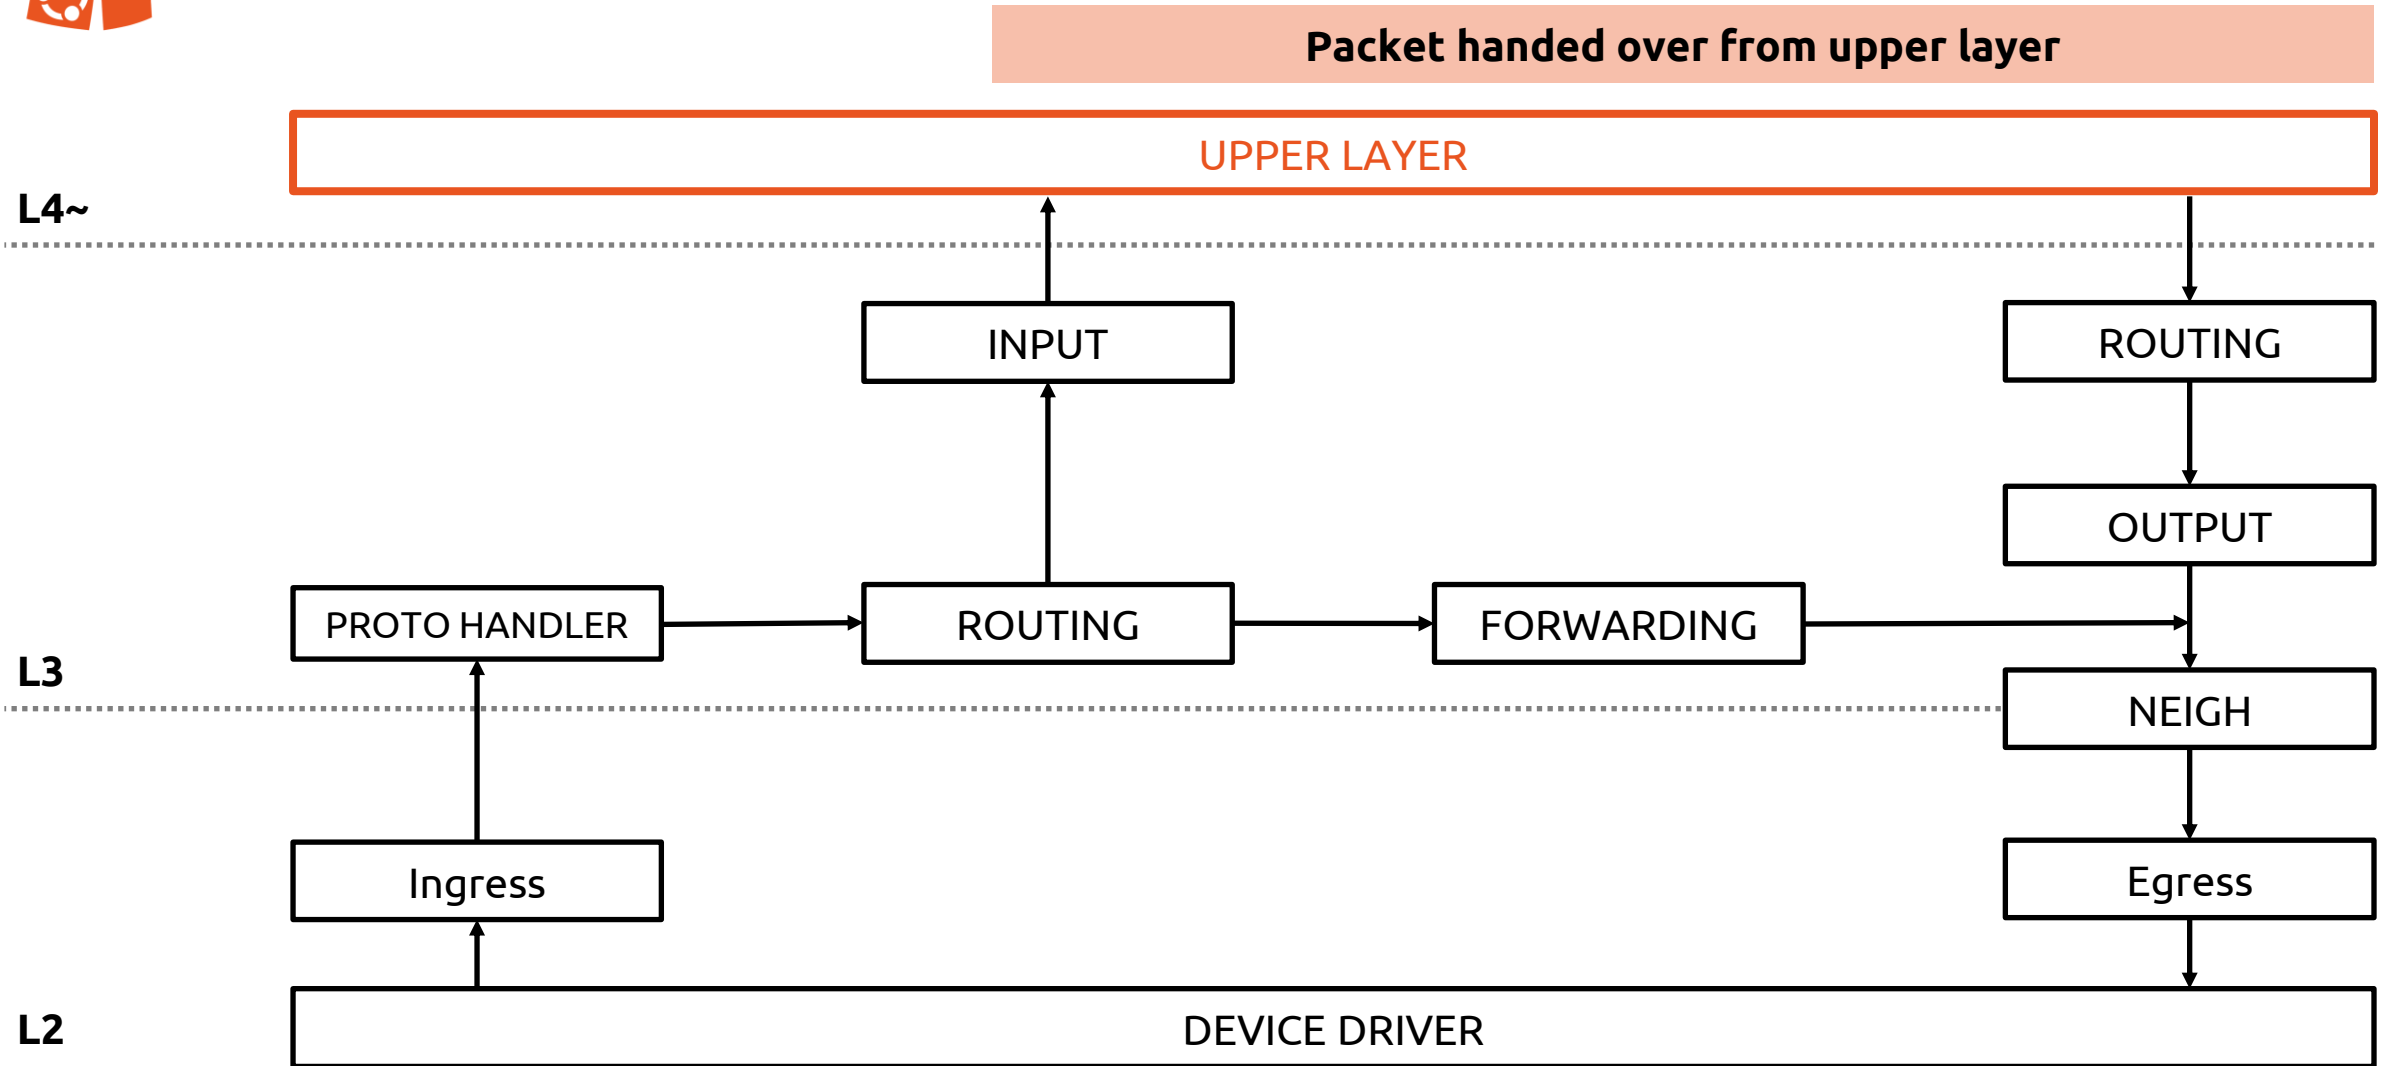 Packet handed over from upper layer
UPPER LAYER
L4~
INPUT
ROUTING
OUTPUT
PROTO HANDLER
ROUTING
FORWARDING
L3
NEIGH
Ingress
Egress
L2
DEVICE DRIVER